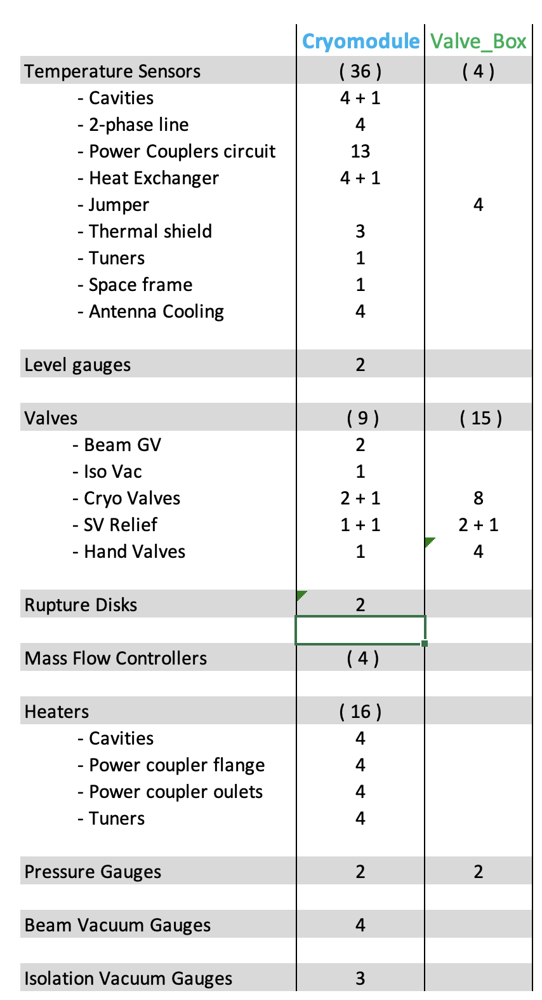 Cryomodule Valve_Box
Temperature Sensors ( 36 ) ( 4 )
- Cavities 4 + 1
- 2-phase line 4
- Power Couplers circuit 13
- Heat Exchanger 4 + 1
- Jumper 4
- Thermal shield 3
- Tuners 1
- Space frame 1
- Antenna Cooling 4
Level gauges 2
Valves ( 9 ) ( 15 )
- Beam GV 2
- Iso Vac 1
- Cryo Valves 2 + 1 8
- SV Relief 1 + 1 2 + 1
- Hand Valves 1 4
Rupture Disks 2
Mass Flow Controllers ( 4 )
Heaters ( 16 )
- Cavities 4
- Power coupler flange 4
- Power coupler oulets 4
- Tuners 4
Pressure Gauges 2 2
Beam Vacuum Gauges 4
Isolation Vacuum Gauges 3